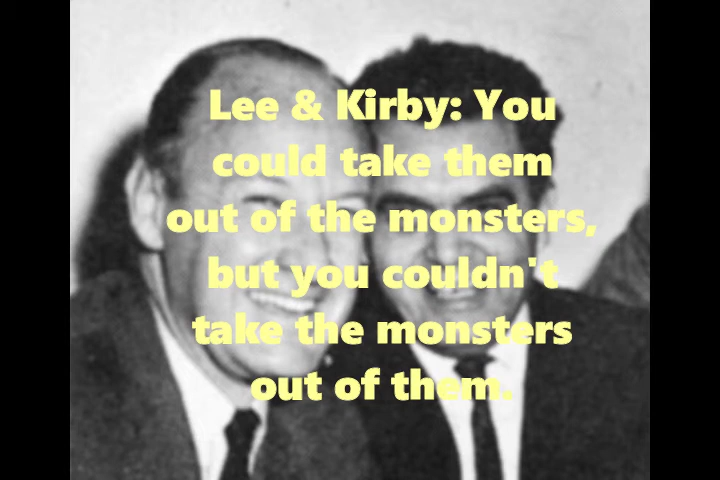 Lee & Kirby: You
could take them
out of the monsters,
but you couldn't
take the monsters
out of them.